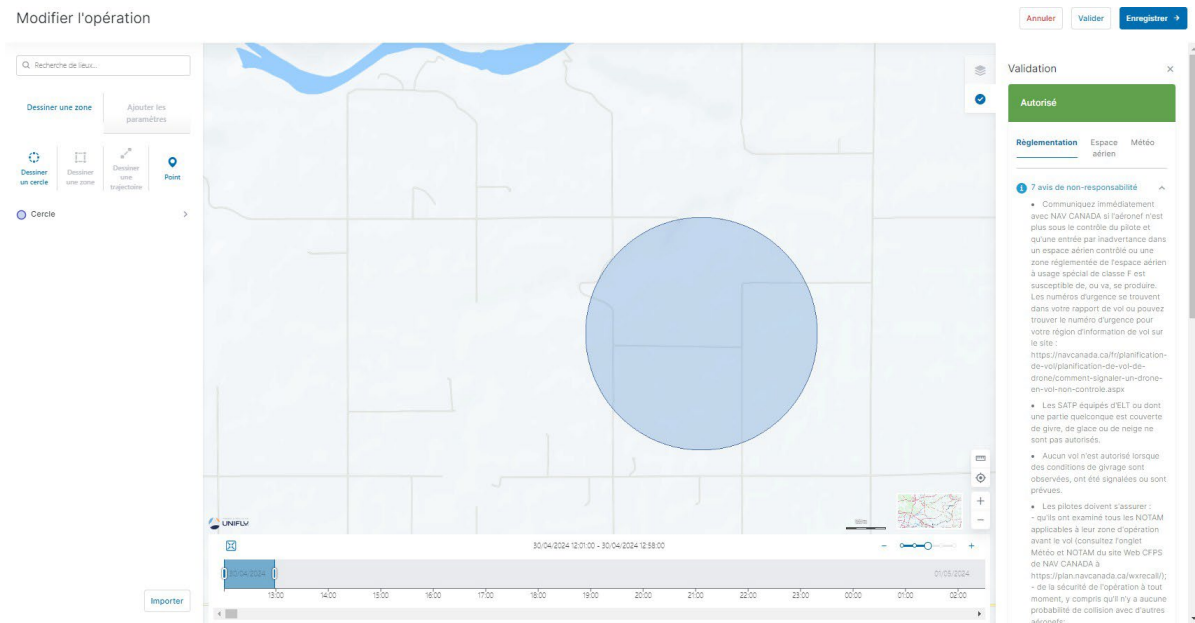 Modifier l'opération
Annuler
Valider
Enregistrer
Recherche de lieux...
Dessiner une zone
Ajouter les
paramètres
Dessiner
un cercle
Dessiner
une zone
Dessiner
une
trajectoire
Point
Cercle
Importer
UNIFLY
30/04/2024 12:01:00 - 30/04/2024 12:58:00
30/04/2024
01/05/2024
13:00
14:00
15:00
16:00
17:00
18:00
19:00
20:00
21:00
22:00
23:00
00:00
01:00
02:00
Validation
Autorisé
Règlementation
Espace
aérien
Météo
7 avis de non-responsabilité
• Communiquez immédiatement
avec NAV CANADA si l'aéronef n'est
plus sous le contrôle du pilote et
qu'une entrée par inadvertance dans
un espace aérien contrôlé ou une
zone réglementée de l'espace aérien
à usage spécial de classe F est
susceptible de, ou va, se produire.
Les numéros d'urgence se trouvent
dans votre rapport de vol ou pouvez
trouver le numéro d'urgence pour
votre région d'information de vol sur
le site :
https://navcanada.ca/fr/planification-
de-vol/planification-de-vol-de-
drone/comment-signaler-un-drone-
en-vol-non-controle.aspx
• Les SATP équipés d'ELT ou dont
une partie quelconque est couverte
de givre, de glace ou de neige ne
sont pas autorisés.
• Aucun vol n'est autorisé lorsque
des conditions de givrage sont
observées, ont été signalées ou sont
prévues.
• Les pilotes doivent s'assurer :
- qu'ils ont examiné tous les NOTAM
applicables à leur zone d'opération
avant le vol (consultez l'onglet
Météo et NOTAM du site Web CFPS
de NAV CANADA à
https://plan.navcanada.ca/wxrecall/);
- de la sécurité de l'opération à tout
moment, y compris qu'il n'y a aucune
probabilité de collision avec d'autres
aéronefs;